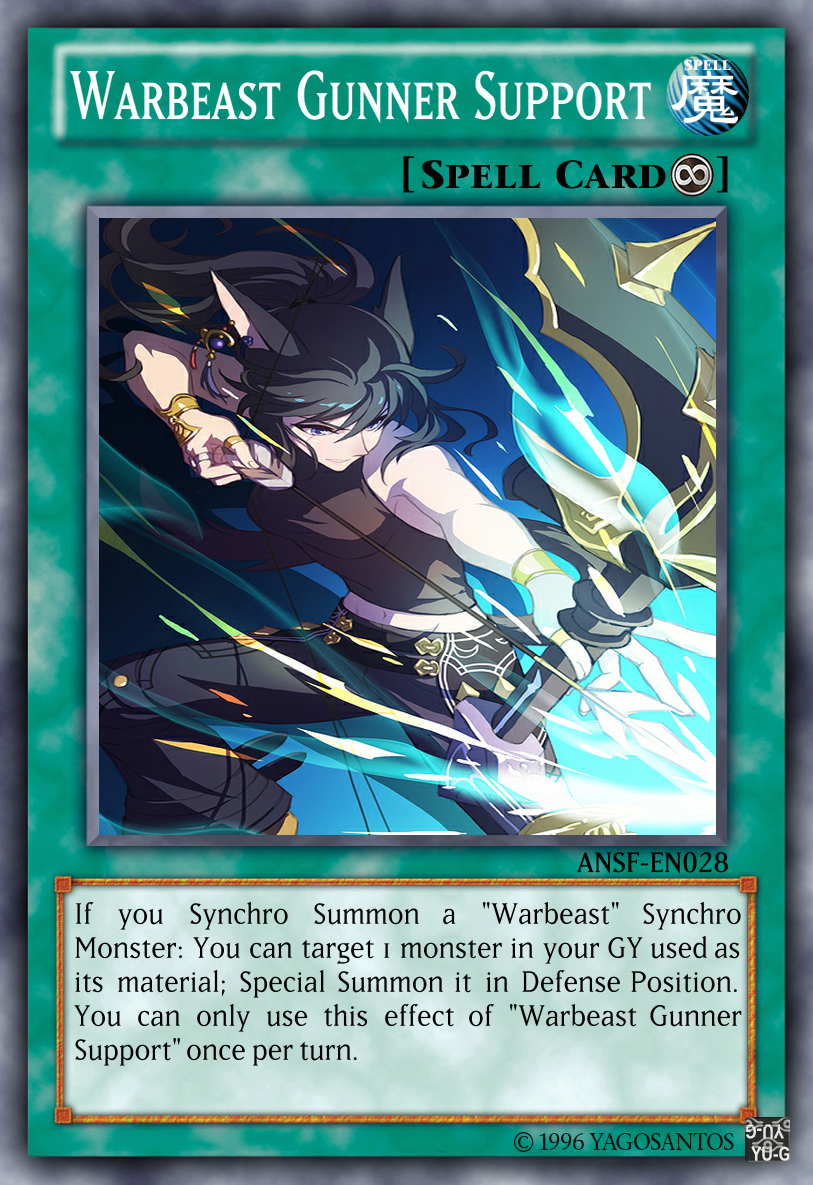 WARBEAST GUNNER SUPPORT
SPELL
魔
[SPELL CARD∞]
ANSF-EN028
If you Synchro Summon a "Warbeast" Synchro
Monster: You can target 1 monster in your GY used as
its material; Special Summon it in Defense Position.
You can only use this effect of "Warbeast Gunner
Support" once per turn.
© 1996 YAGOSANTOS
YU-G
YU-G